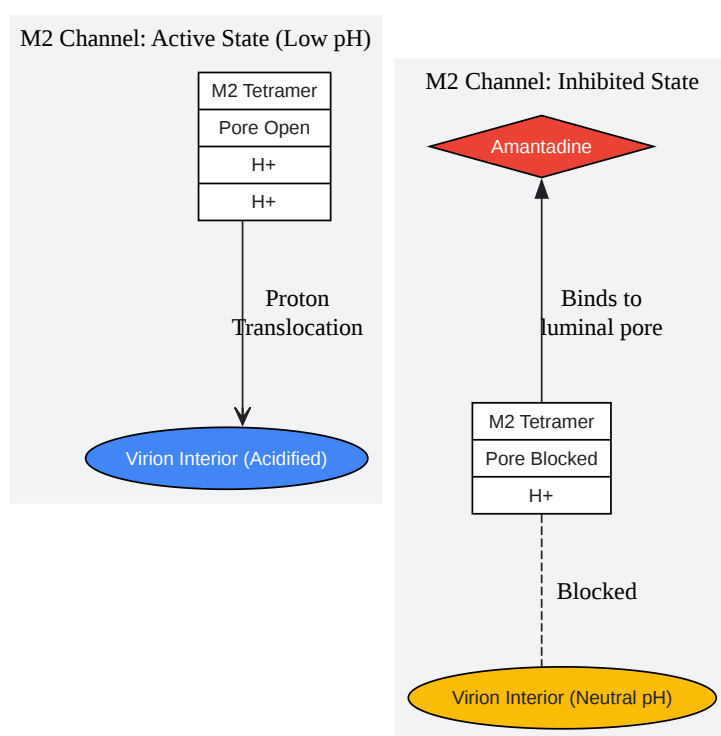 M2 Channel: Active State (Low pH)
M2 Tetramer
Pore Open
H+
H+
Proton
Translocation
Virion Interior (Acidified)
M2 Channel: Inhibited State
Amantadine
Binds to
luminal pore
M2 Tetramer
Pore Blocked
H+
Blocked
Virion Interior (Neutral pH)